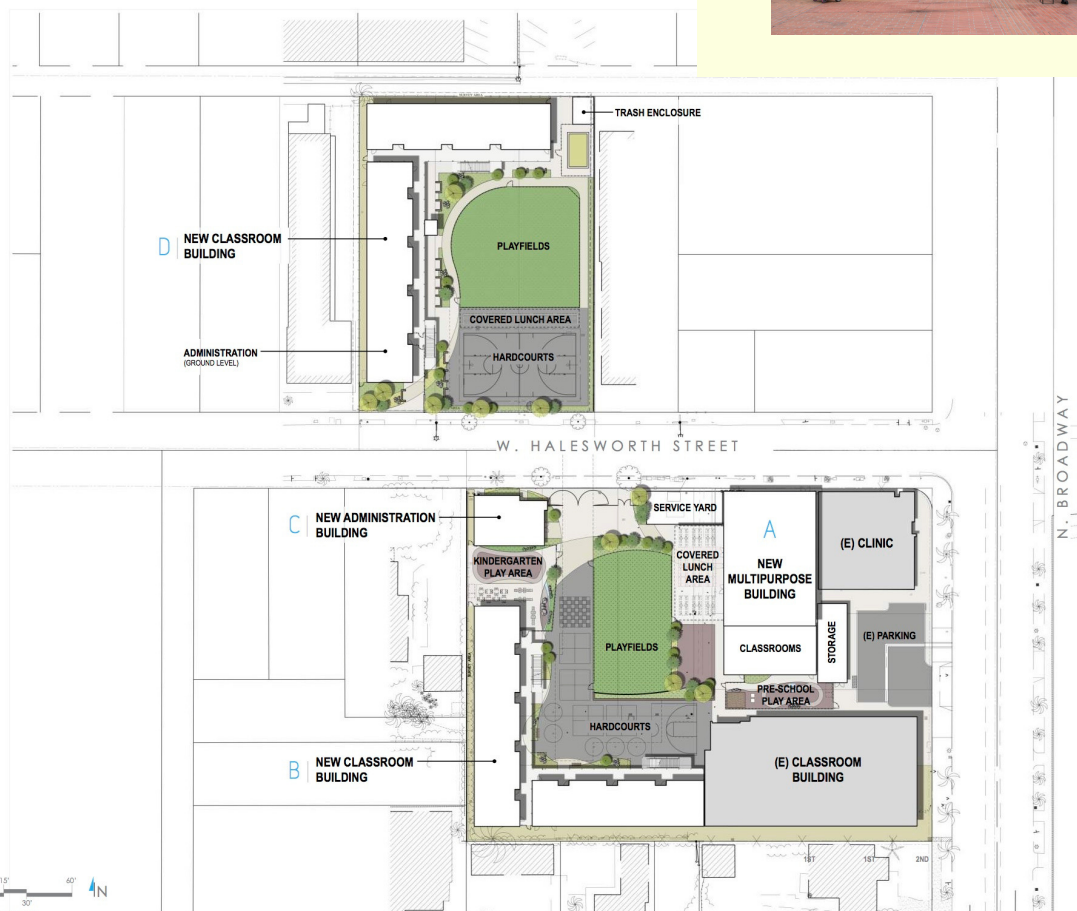 TRASH ENCLOSURE
D
NEW CLASSROOM
BUILDING
PLAYFIELDS
COVERED LUNCH AREA
ADMINISTRATION
(GROUND LEVEL)
HARDCOURTS
W. HALESWORTH STREET
N. BROADWAY
C
NEW ADMINISTRATION
BUILDING
SERVICE YARD
A
(E) CLINIC
KINDERGARTEN
PLAY AREA
COVERED
LUNCH
AREA
NEW
MULTIPURPOSE
BUILDING
PLAYFIELDS
CLASSROOMS
STORAGE
(E) PARKING
PRE-SCHOOL
PLAY AREA
HARDCOURTS
B
NEW CLASSROOM
BUILDING
(E) CLASSROOM
BUILDING
1ST
1ST
2ND
15'
60'
30'
N